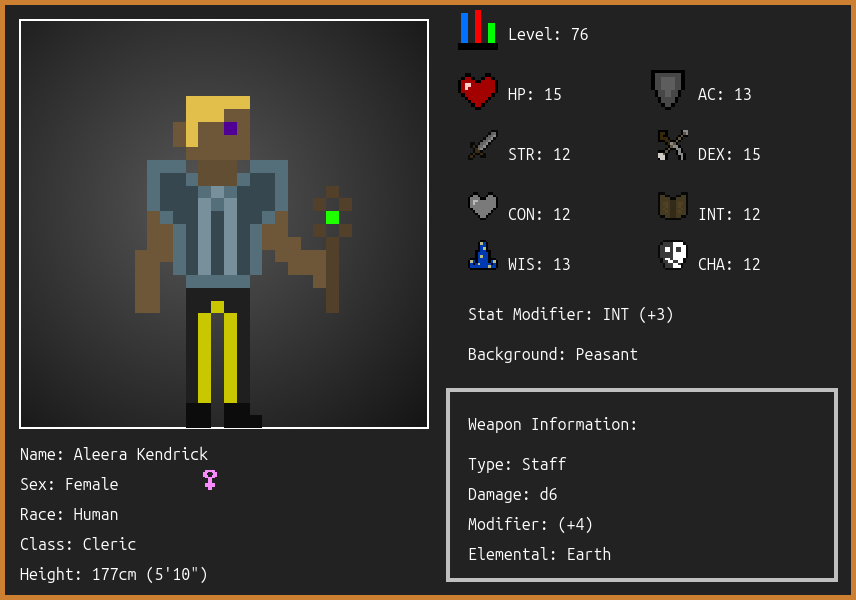 Level: 76
HP: 15
AC: 13
STR: 12
DEX: 15
CON: 12
INT: 12
WIS: 13
CHA: 12
Stat Modifier: INT (+3)
Background: Peasant
Weapon Information:
Type: Staff
Damage: d6
Modifier: (+4)
Elemental: Earth
Name: Aleera Kendrick
Sex: Female
Race: Human
Class: Cleric
Height: 177cm (5'10")